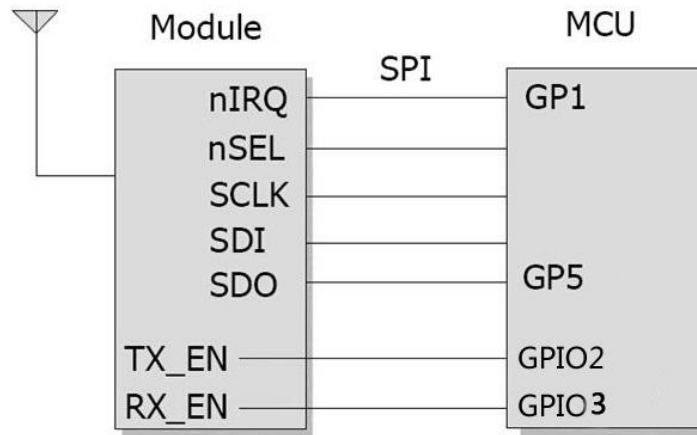 Module
MCU
SPI
nIRQ
GP1
nSEL
SCLK
SDI
SDO
GP5
TX_EN
GPIO2
RX_EN
GPIO3